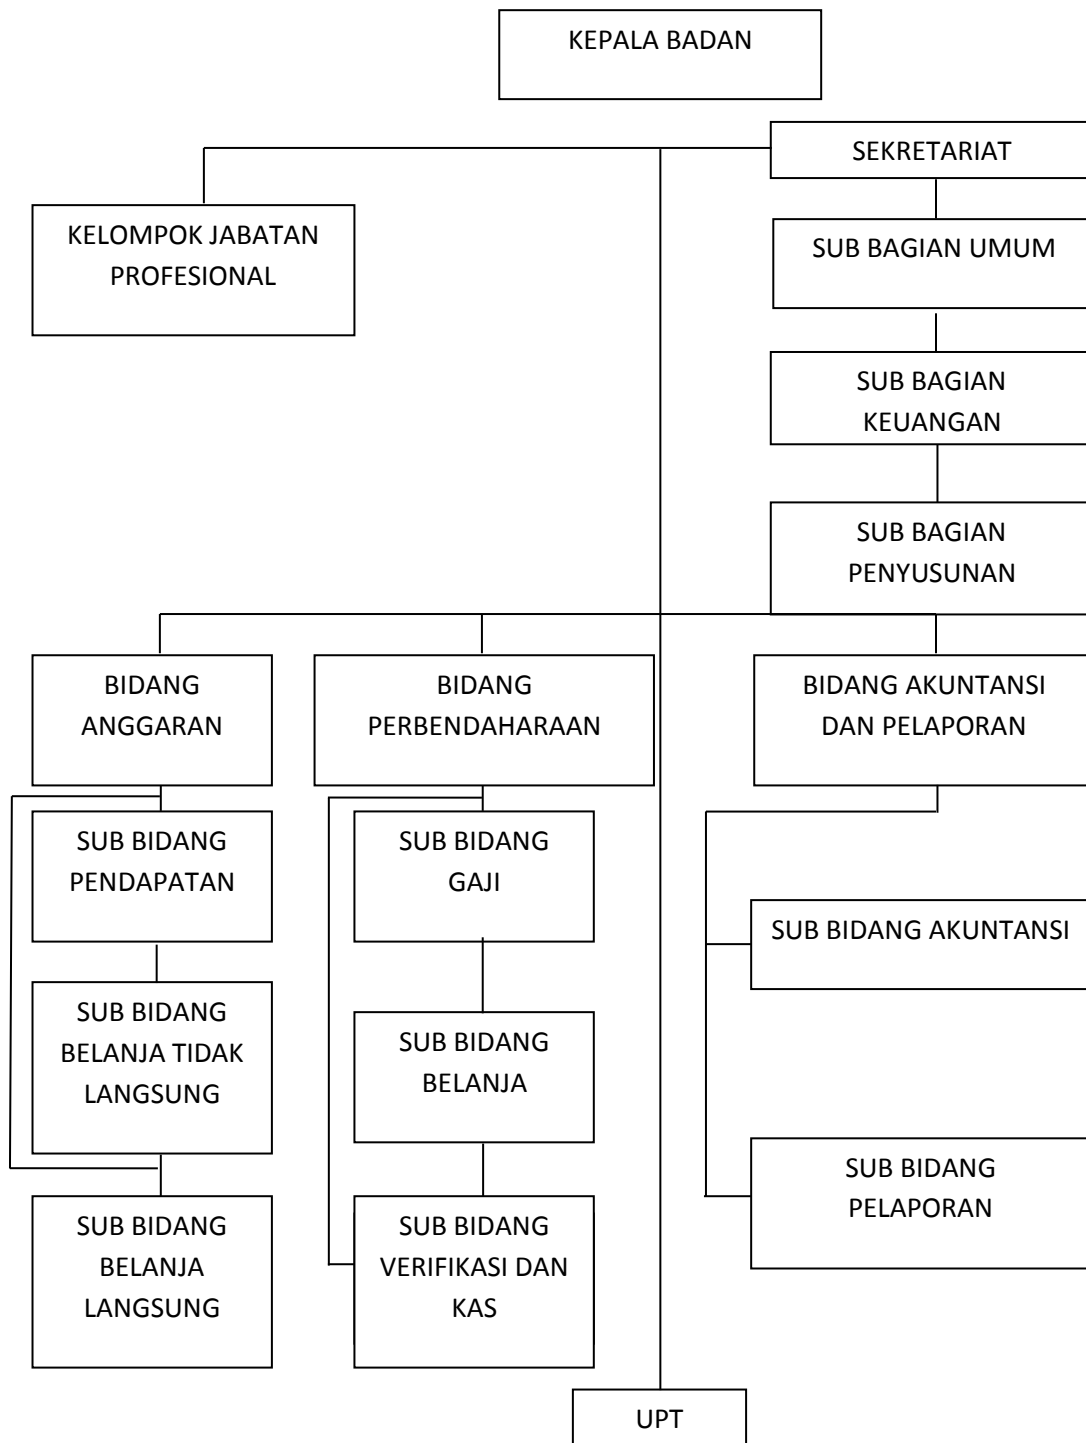 KEPALA BADAN
SEKRETARIAT
KELOMPOK JABATAN
PROFESIONAL
SUB BAGIAN UMUM
SUB BAGIAN
KEUANGAN
SUB BAGIAN
PENYUSUNAN
BIDANG
ANGGARAN
BIDANG
PERBENDAHARAAN
BIDANG AKUNTANSI
DAN PELAPORAN
SUB BIDANG
PENDAPATAN
SUB BIDANG
GAJI
SUB BIDANG AKUNTANSI
SUB BIDANG
BELANJA TIDAK
LANGSUNG
SUB BIDANG
BELANJA
SUB BIDANG
PELAPORAN
SUB BIDANG
BELANJA
LANGSUNG
SUB BIDANG
VERIFIKASI DAN
KAS
UPT